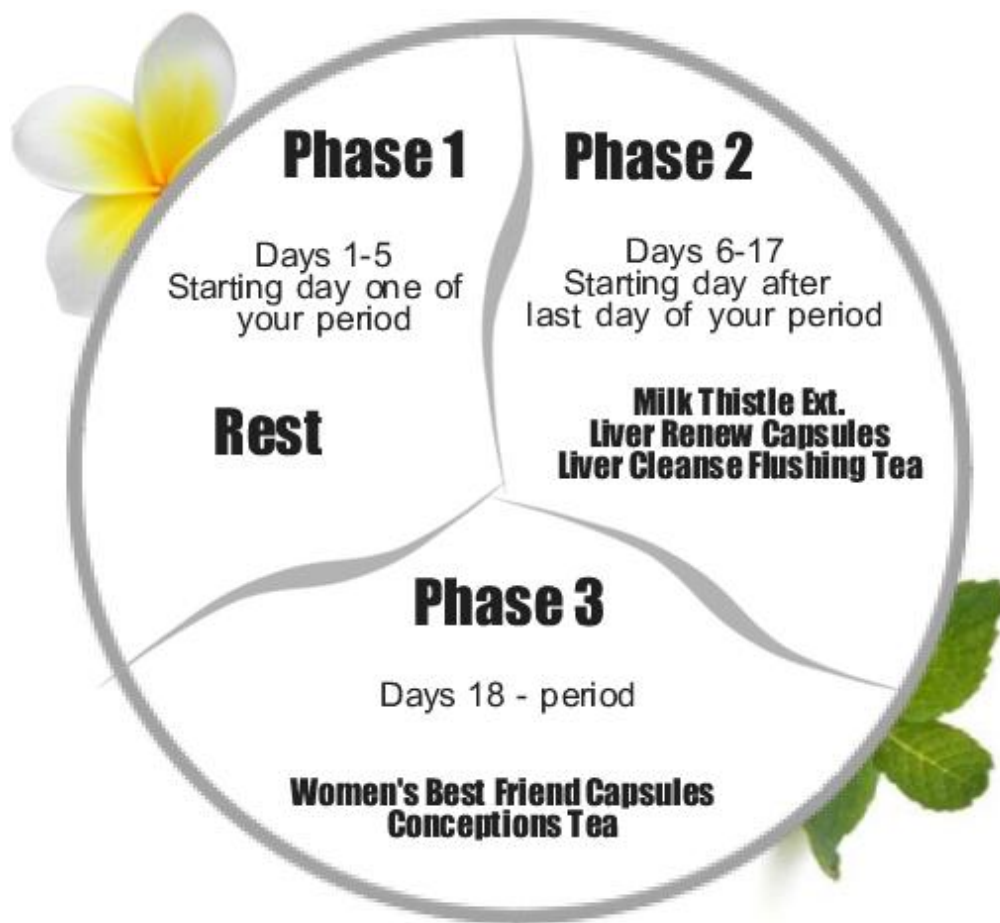 Phase 1
Days 1-5
Starting day one of
your period
Rest
Phase 2
Days 6-17
Starting day after
last day of your period
Milk Thistle Ext.
Liver Renew Capsules
Liver Cleanse Flushing Tea
Phase 3
Days 18 - period
Women's Best Friend Capsules
Conceptions Tea